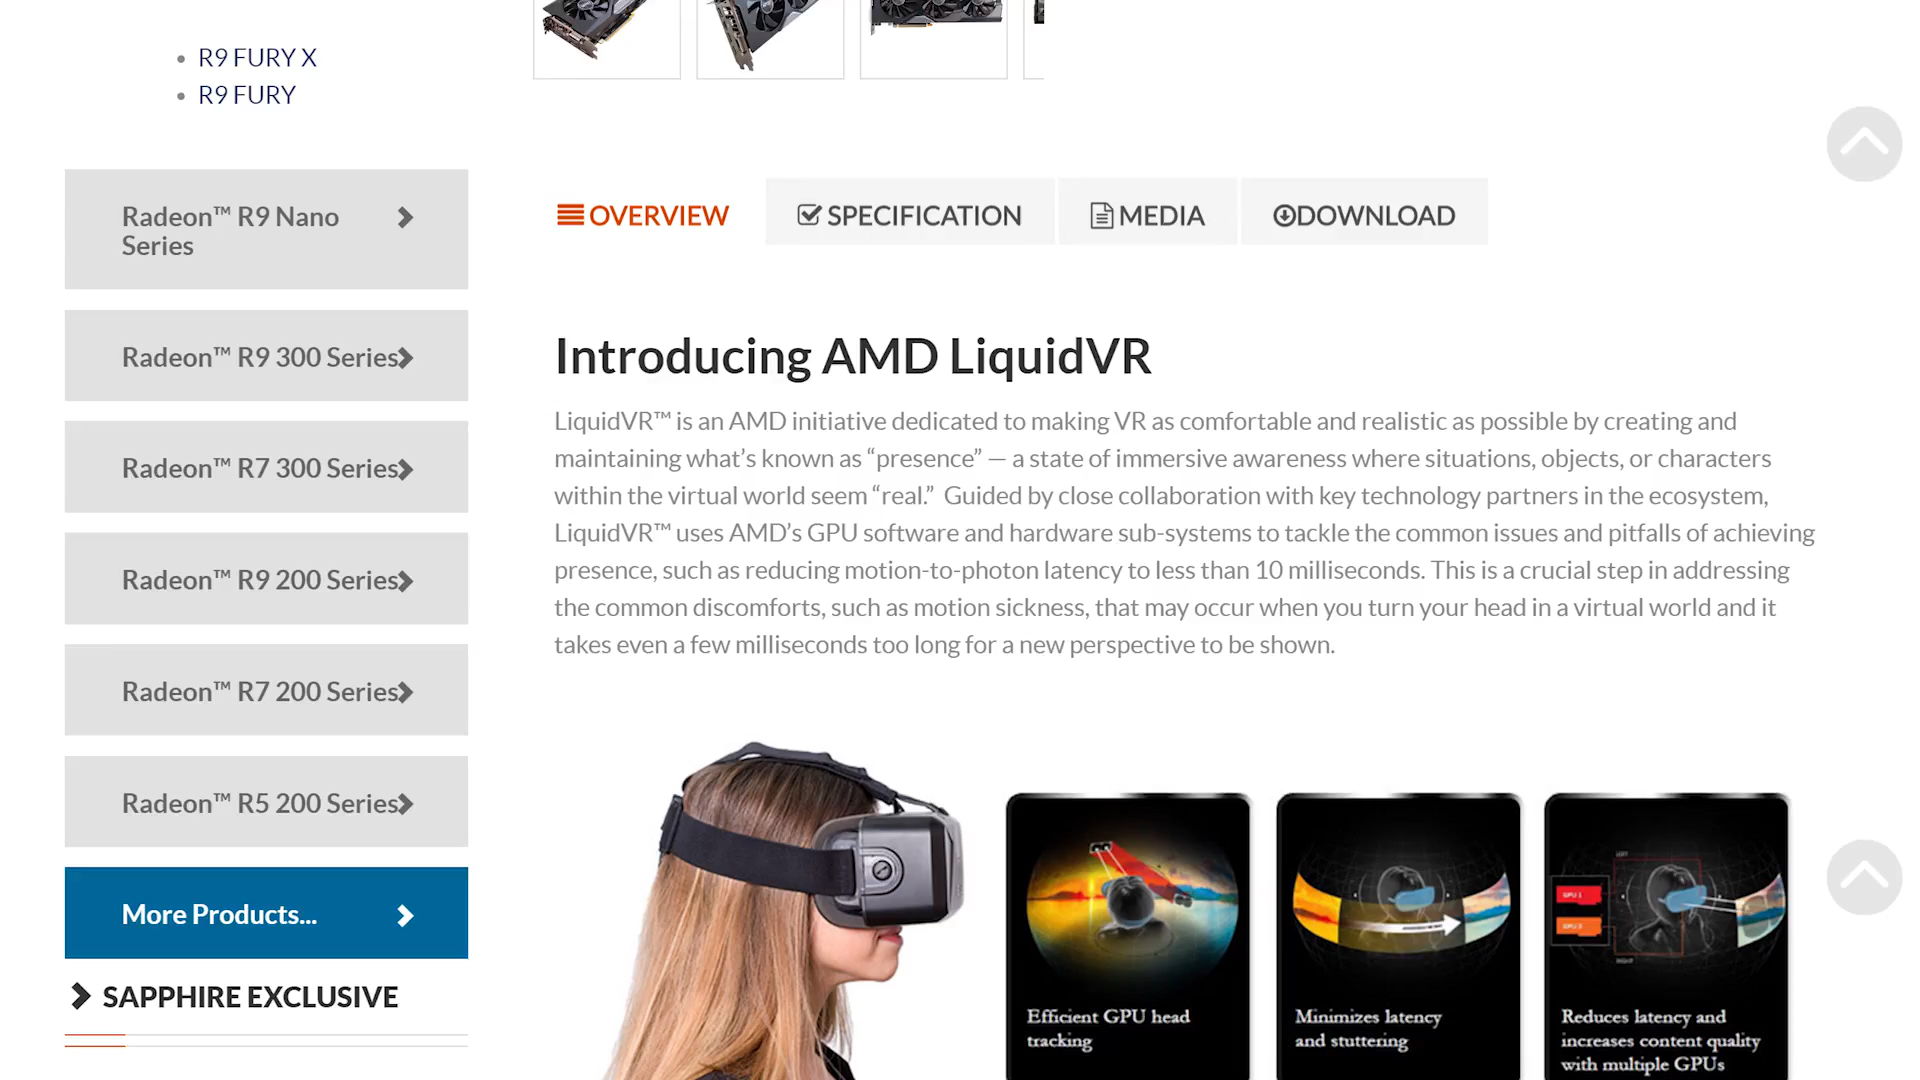 R9 FURY X
R9 FURY
Radeon™ R9 Nano
Series
Radeon™ R9 300 Series
Radeon™ R7 300 Series
Radeon™ R9 200 Series
Radeon™ R7 200 Series
Radeon™ R5 200 Series
More Products...
SAPPHIRE EXCLUSIVE
OVERVIEW
SPECIFICATION
MEDIA
DOWNLOAD
Introducing AMD LiquidVR
LiquidVR™ is an AMD initiative dedicated to making VR as comfortable and realistic as possible by creating and
maintaining what’s known as “presence” — a state of immersive awareness where situations, objects, or characters
within the virtual world seem “real.”  Guided by close collaboration with key technology partners in the ecosystem,
LiquidVR™ uses AMD’s GPU software and hardware sub-systems to tackle the common issues and pitfalls of achieving
presence, such as reducing motion-to-photon latency to less than 10 milliseconds. This is a crucial step in addressing
the common discomforts, such as motion sickness, that may occur when you turn your head in a virtual world and it
takes even a few milliseconds too long for a new perspective to be shown.
Efficient GPU head
tracking
Minimizes latency
and stuttering
LEFT
GPU 1
GPU 2
RIGHT
Reduces latency and
increases content quality
with multiple GPUs